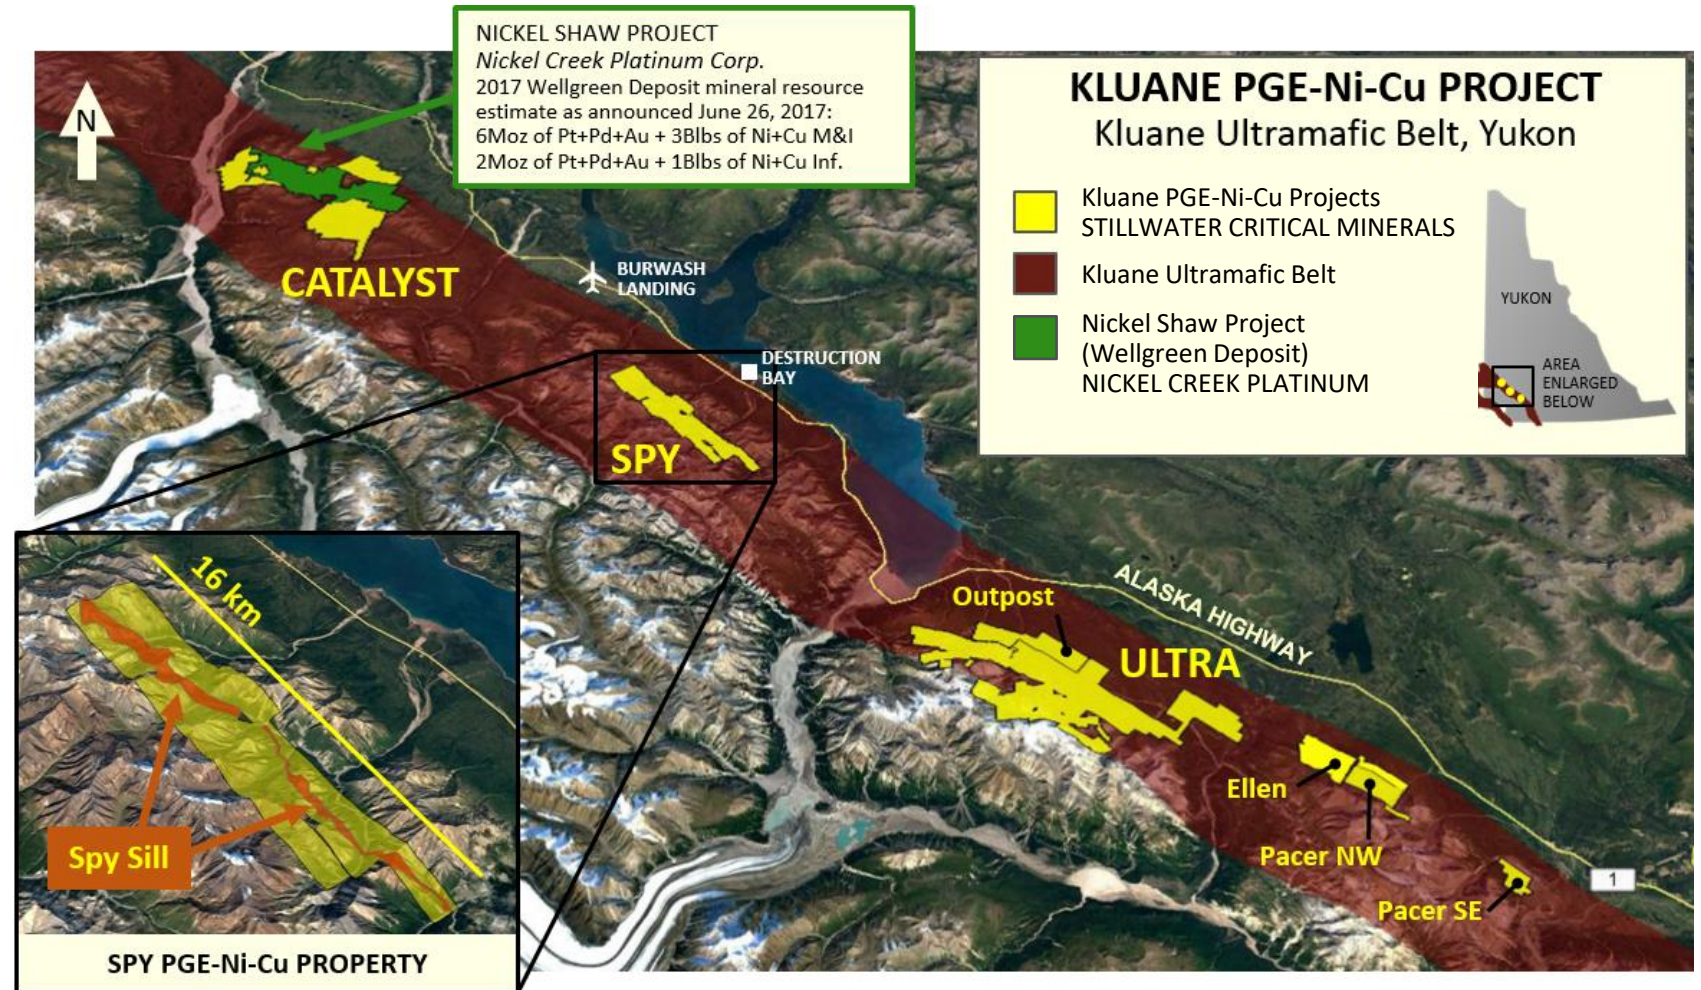 NICKEL SHAW PROJECT
Nickel Creek Platinum Corp.
2017 Wellgreen Deposit mineral resource
estimate as announced June 26, 2017:
6Moz of Pt+Pd+Au + 3Blbs of Ni+Cu M&I
2Moz of Pt+Pd+Au + 1Blbs of Ni+Cu Inf.
KLUANE PGE-Ni-Cu PROJECT
Kluane Ultramafic Belt, Yukon
Kluane PGE-Ni-Cu Projects
STILLWATER CRITICAL MINERALS
Kluane Ultramafic Belt
Nickel Shaw Project
(Wellgreen Deposit)
NICKEL CREEK PLATINUM
YUKON
AREA
ENLARGED
BELOW
N
CATALYST
BURWASH
LANDING
DESTRUCTION
BAY
SPY
16 km
Spy Sill
SPY PGE-Ni-Cu PROPERTY
Outpost
ALASKA HIGHWAY
ULTRA
Ellen
Pacer NW
Pacer SE
1